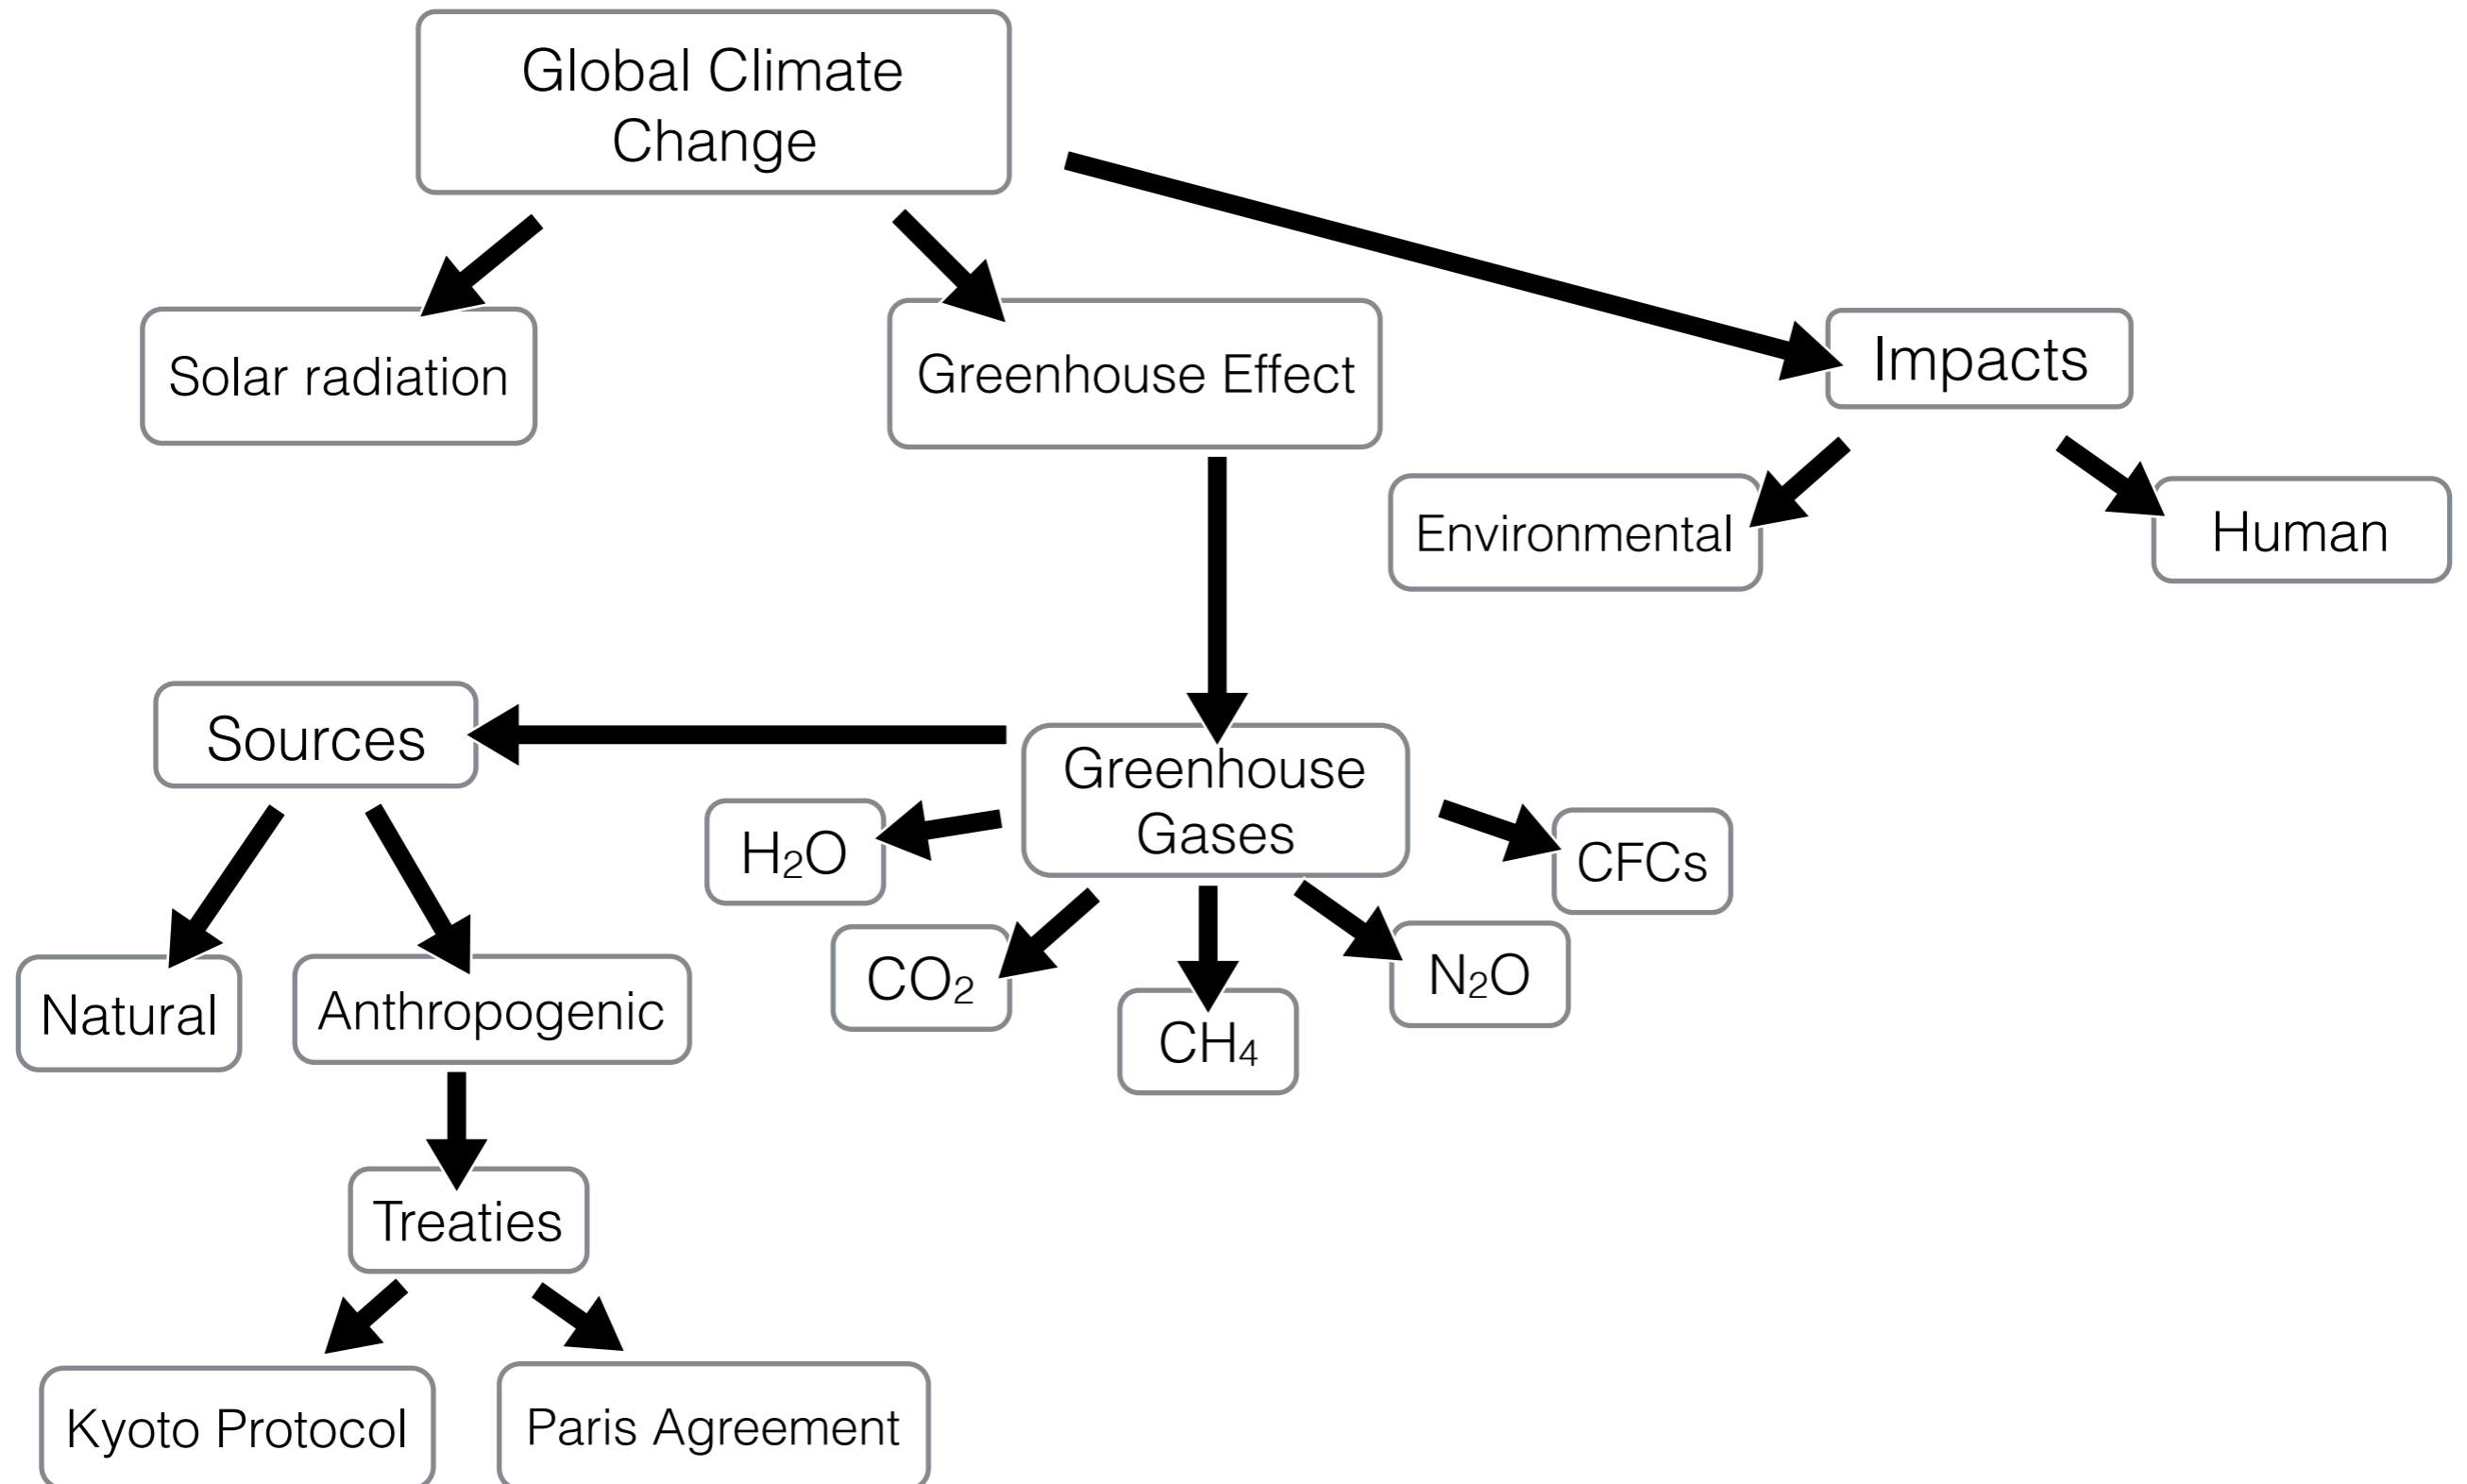 Global Climate
Change
Solar radiation
Greenhouse Effect
Impacts
Environmental
Human
Sources
Greenhouse
Gases
H₂O
CFCs
CO₂
N₂O
CH₄
Natural
Anthropogenic
Treaties
Kyoto Protocol
Paris Agreement